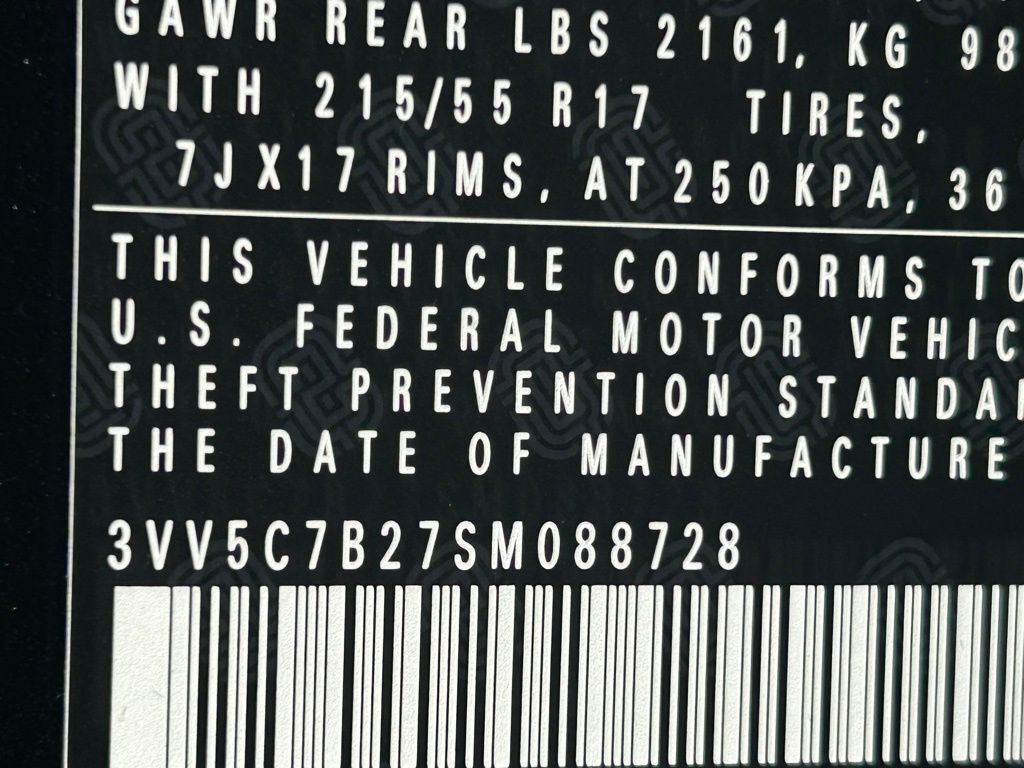 GAWR REAR LBS 2161, KG 98
WITH 215/55 R17 TIRES,
7JX17 RIMS, AT 250 KPA, 36
THIS VEHICLE CONFORMS TO
U.S. FEDERAL MOTOR VEHIC
THEFT PREVENTION STANDAR
THE DATE OF MANUFACTURE
3VV5C7B27SM088728